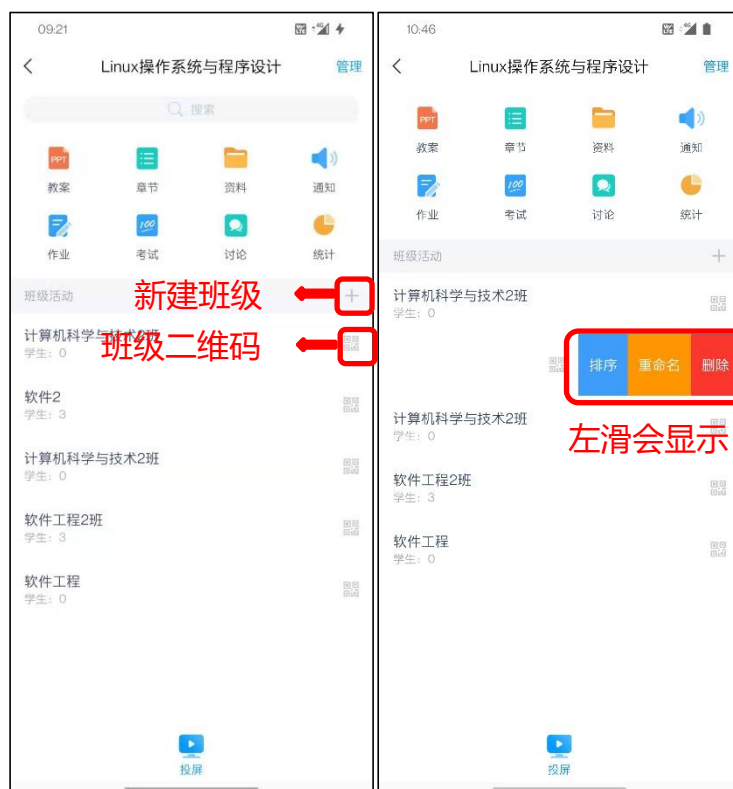 09:21
4G
Linux操作系统与程序设计
管理
搜索
PPT
100
教案
章节
资料
通知
作业
考试
讨论
统计
班级活动
新建班级
计算机科学与技术2班
学生：0
班级二维码
软件2
学生：3
计算机科学与技术2班
学生：0
软件工程2班
学生：3
软件工程
学生：0
投屏
10:46
4G
Linux操作系统与程序设计
管理
PPT
教案
章节
资料
通知
100
作业
考试
讨论
统计
班级活动
计算机科学与技术2班
学生：0
排序
重命名
删除
计算机科学与技术2班
学生：0
左滑会显示
软件工程2班
学生：3
软件工程
学生：0
投屏